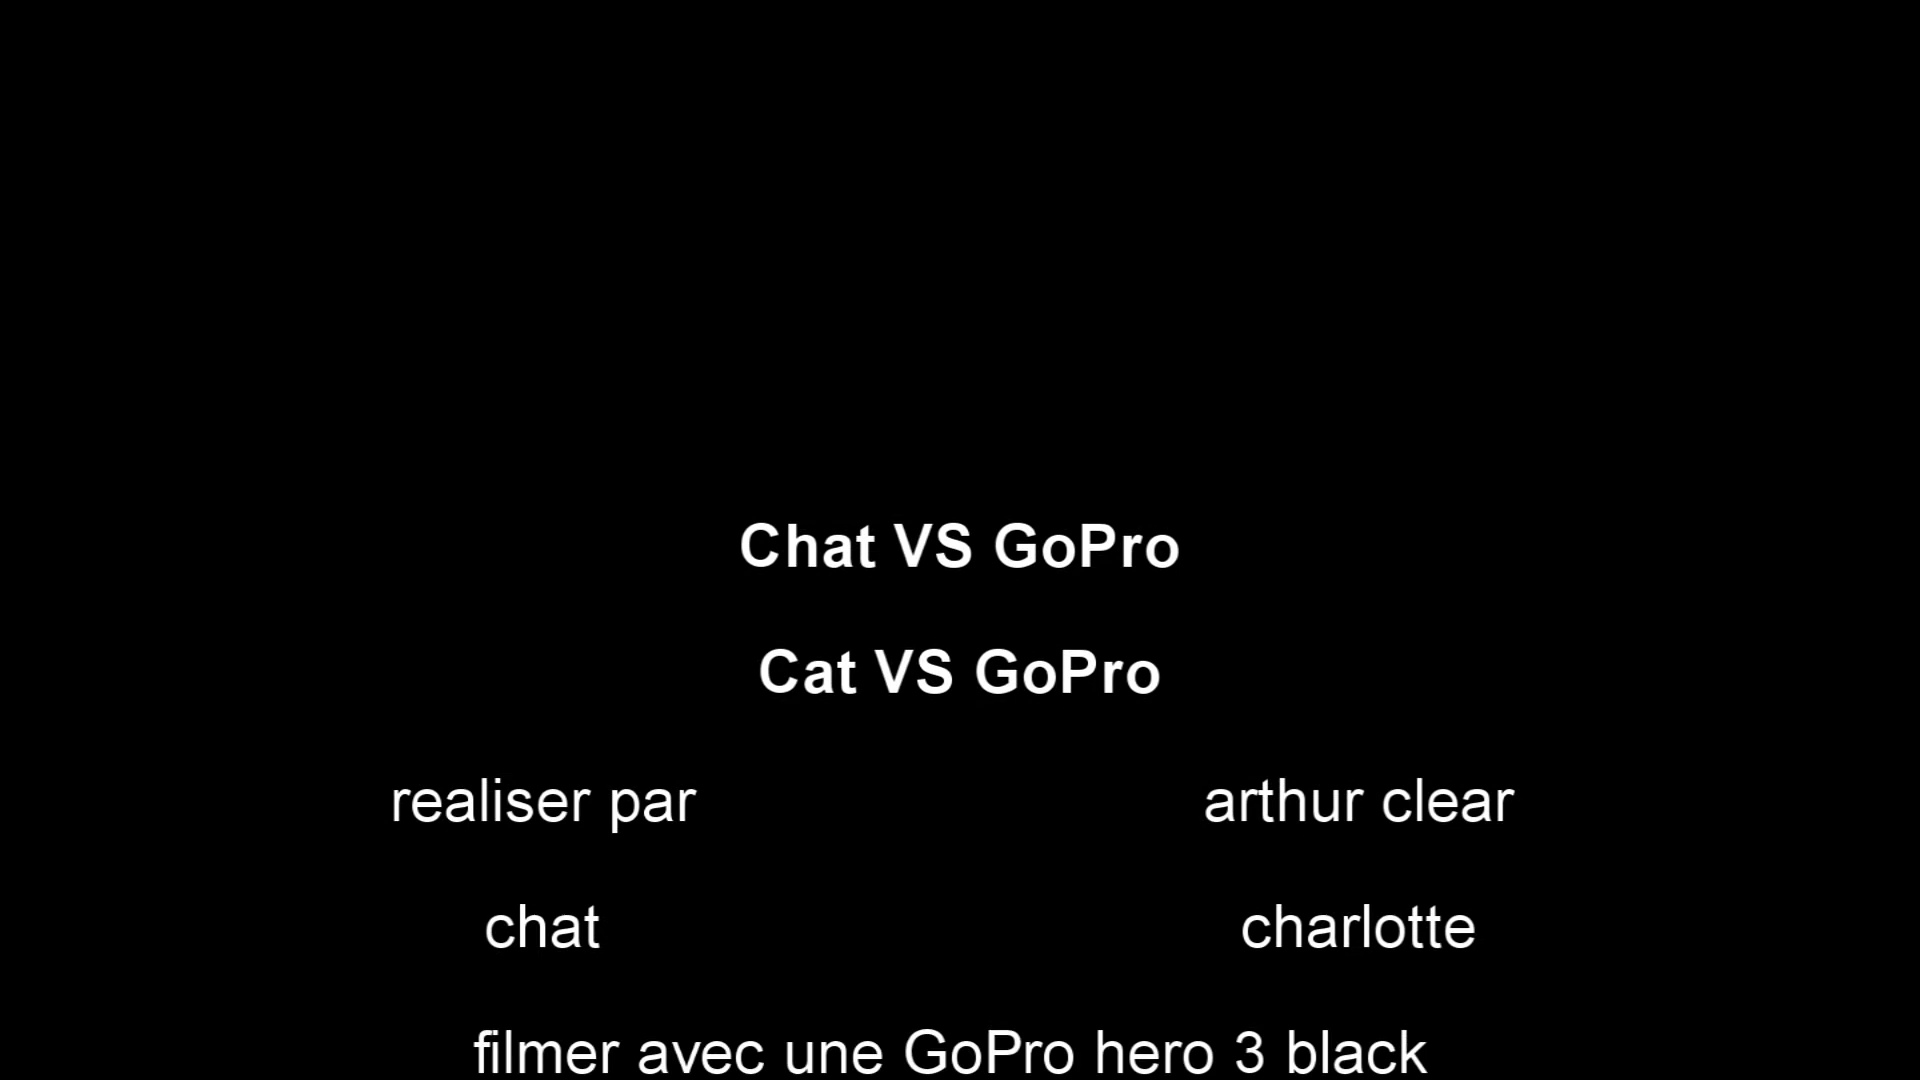 Chat VS GoPro
Cat VS GoPro
realiser par arthur clear
chat charlotte
filmer avec une GoPro hero 3 black